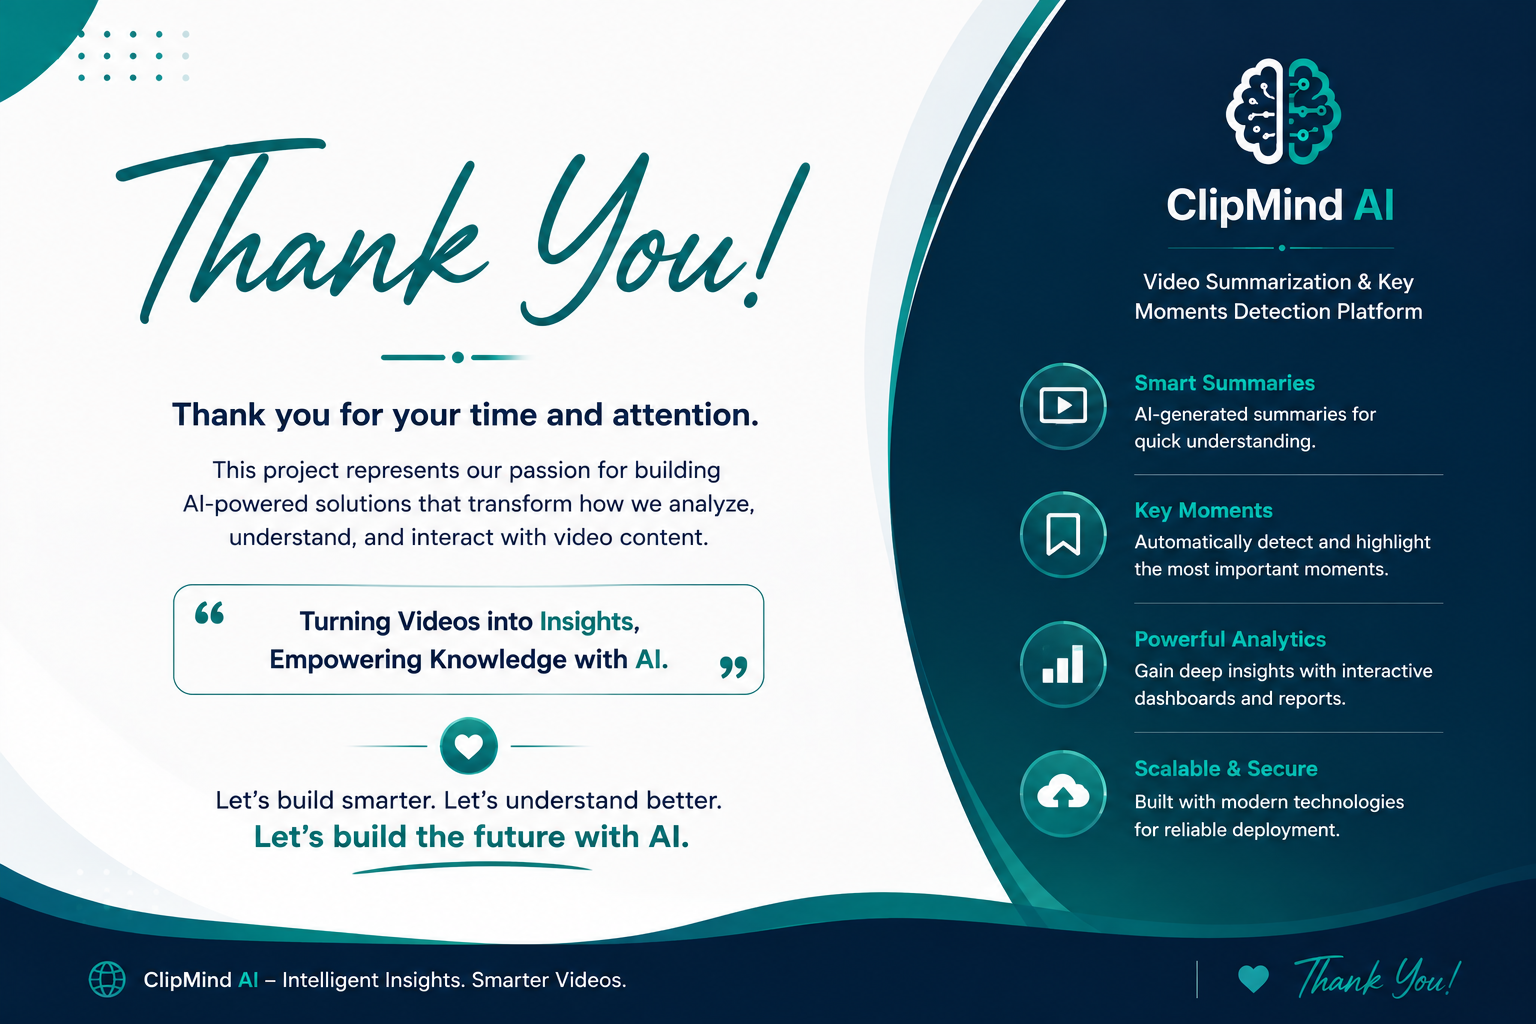 Thank You!
Thank you for your time and attention.
This project represents our passion for building
AI-powered solutions that transform how we analyze,
understand, and interact with video content.
“ Turning Videos into Insights,
Empowering Knowledge with AI. ”
Let’s build smarter. Let’s understand better.
Let’s build the future with AI.
ClipMind AI
Video Summarization & Key
Moments Detection Platform
Smart Summaries
AI-generated summaries for
quick understanding.
Key Moments
Automatically detect and highlight
the most important moments.
Powerful Analytics
Gain deep insights with interactive
dashboards and reports.
Scalable & Secure
Built with modern technologies
for reliable deployment.
ClipMind AI – Intelligent Insights. Smarter Videos.
Thank You!